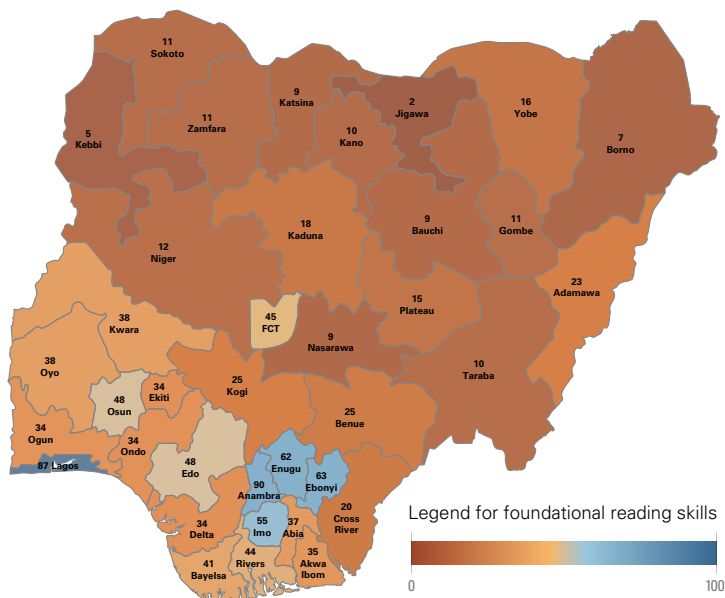 11
Sokoto
9
Katsina
2
Jigawa
16
Yobe
7
Borno
5
Kebbi
11
Zamfara
10
Kano
12
Niger
18
Kaduna
9
Bauchi
11
Gombe
23
Adamawa
38
Kwara
45
FCT
15
Plateau
9
Nasarawa
10
Taraba
38
Oyo
48
Osun
34
Ekiti
25
Kogi
25
Benue
34
Ogun
34
Ondo
87 Lagos
48
Edo
62
Enugu
63
Ebonyi
90
Anambra
20
Cross
River
34
Delta
55
Imo
37
Abia
41
Bayelsa
44
Rivers
35
Akwa
Ibom
Legend for foundational reading skills
0
100